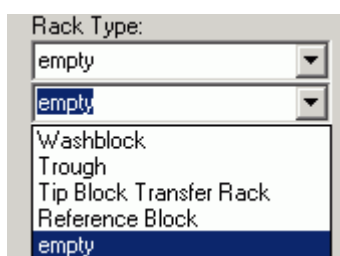 Rack Type:
empty
empty
Washblock
Trough
Tip Block Transfer Rack
Reference Block
empty